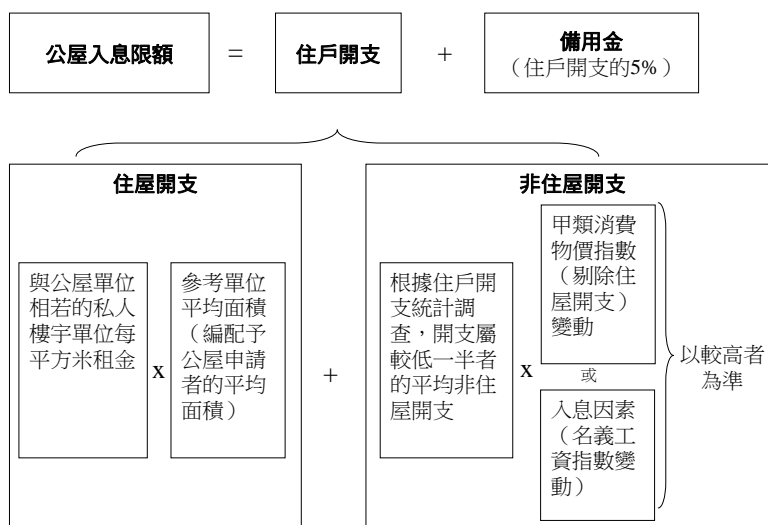 公屋入息限額
=
住戶開支
+
備用金
（住戶開支的5%）
住屋開支
與公屋單位
相若的私人
樓宇單位每
平方米租金
x
參考單位
平均面積
（編配予
公屋申請
者的平均
面積）
+
非住屋開支
根據住戶開
支統計調
查，開支屬
較低一半者
的平均非住
屋開支
x
甲類消費
物價指數
（剔除住
屋開支）
變動
或
入息因素
（名義工
資指數變
動）
以較高者
為準